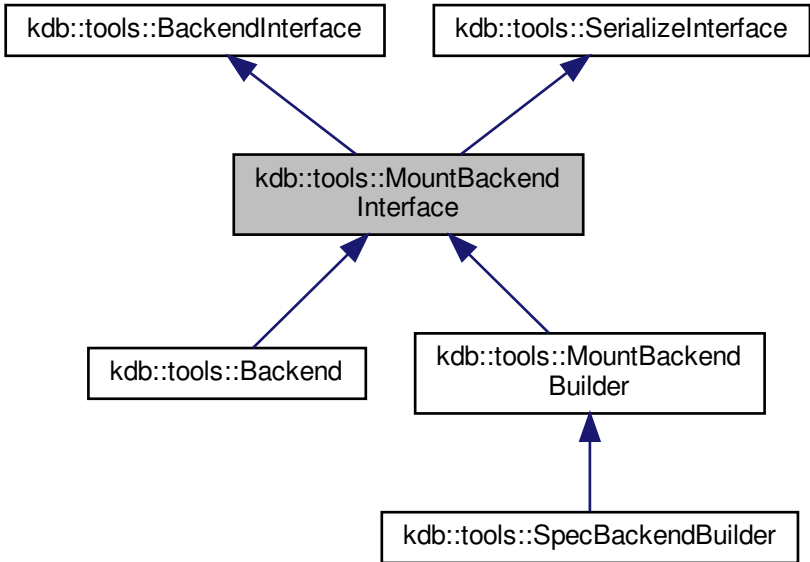 kdb::tools::BackendInterface
kdb::tools::SerializeInterface
kdb::tools::MountBackend
Interface
kdb::tools::Backend
kdb::tools::MountBackend
Builder
kdb::tools::SpecBackendBuilder